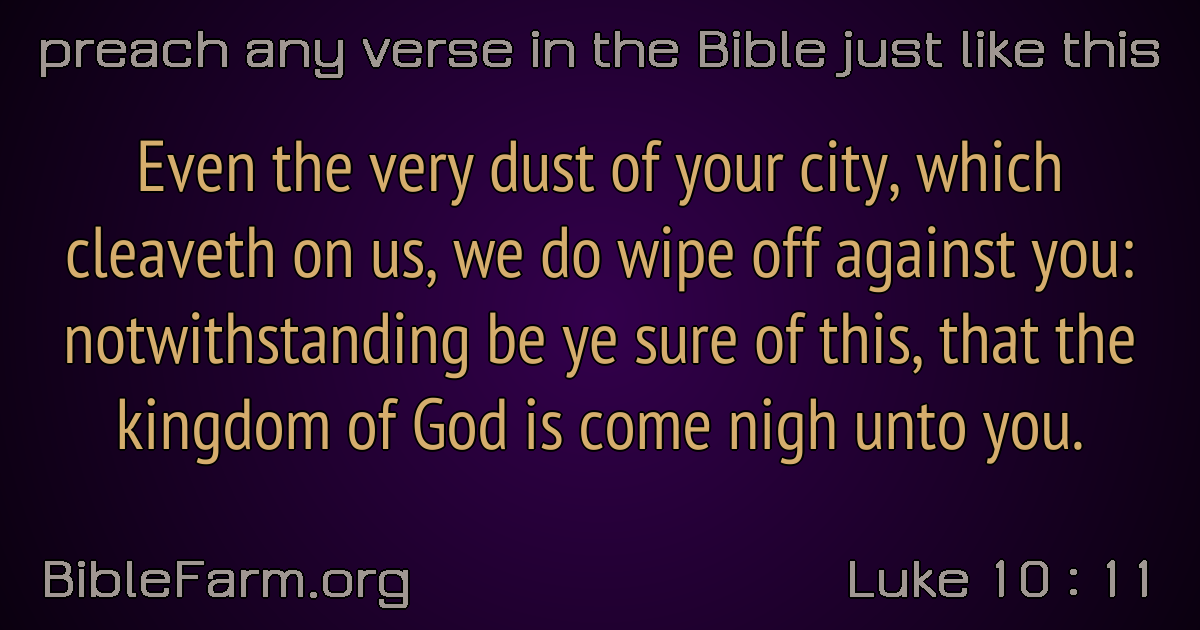 preach any verse in the Bible just like this
Even the very dust of your city, which
cleaveth on us, we do wipe off against you:
notwithstanding be ye sure of this, that the
kingdom of God is come nigh unto you.
BibleFarm.org
Luke 10 : 11